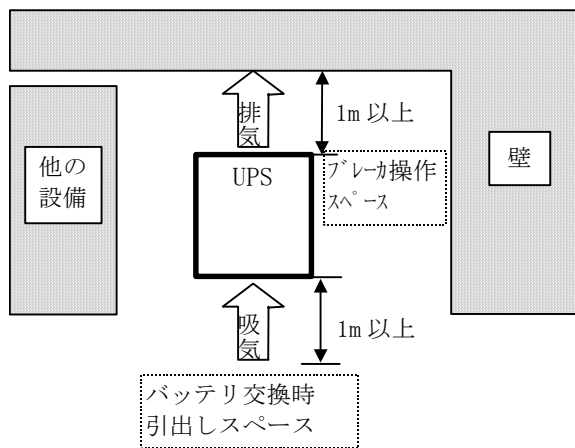 排
気
1m 以上
他の
設備
UPS
ﾌﾞﾚｰｶ操作
ｽﾍﾟｰｽ
壁
吸
気
1m 以上
バッテリ交換時
引出しスペース